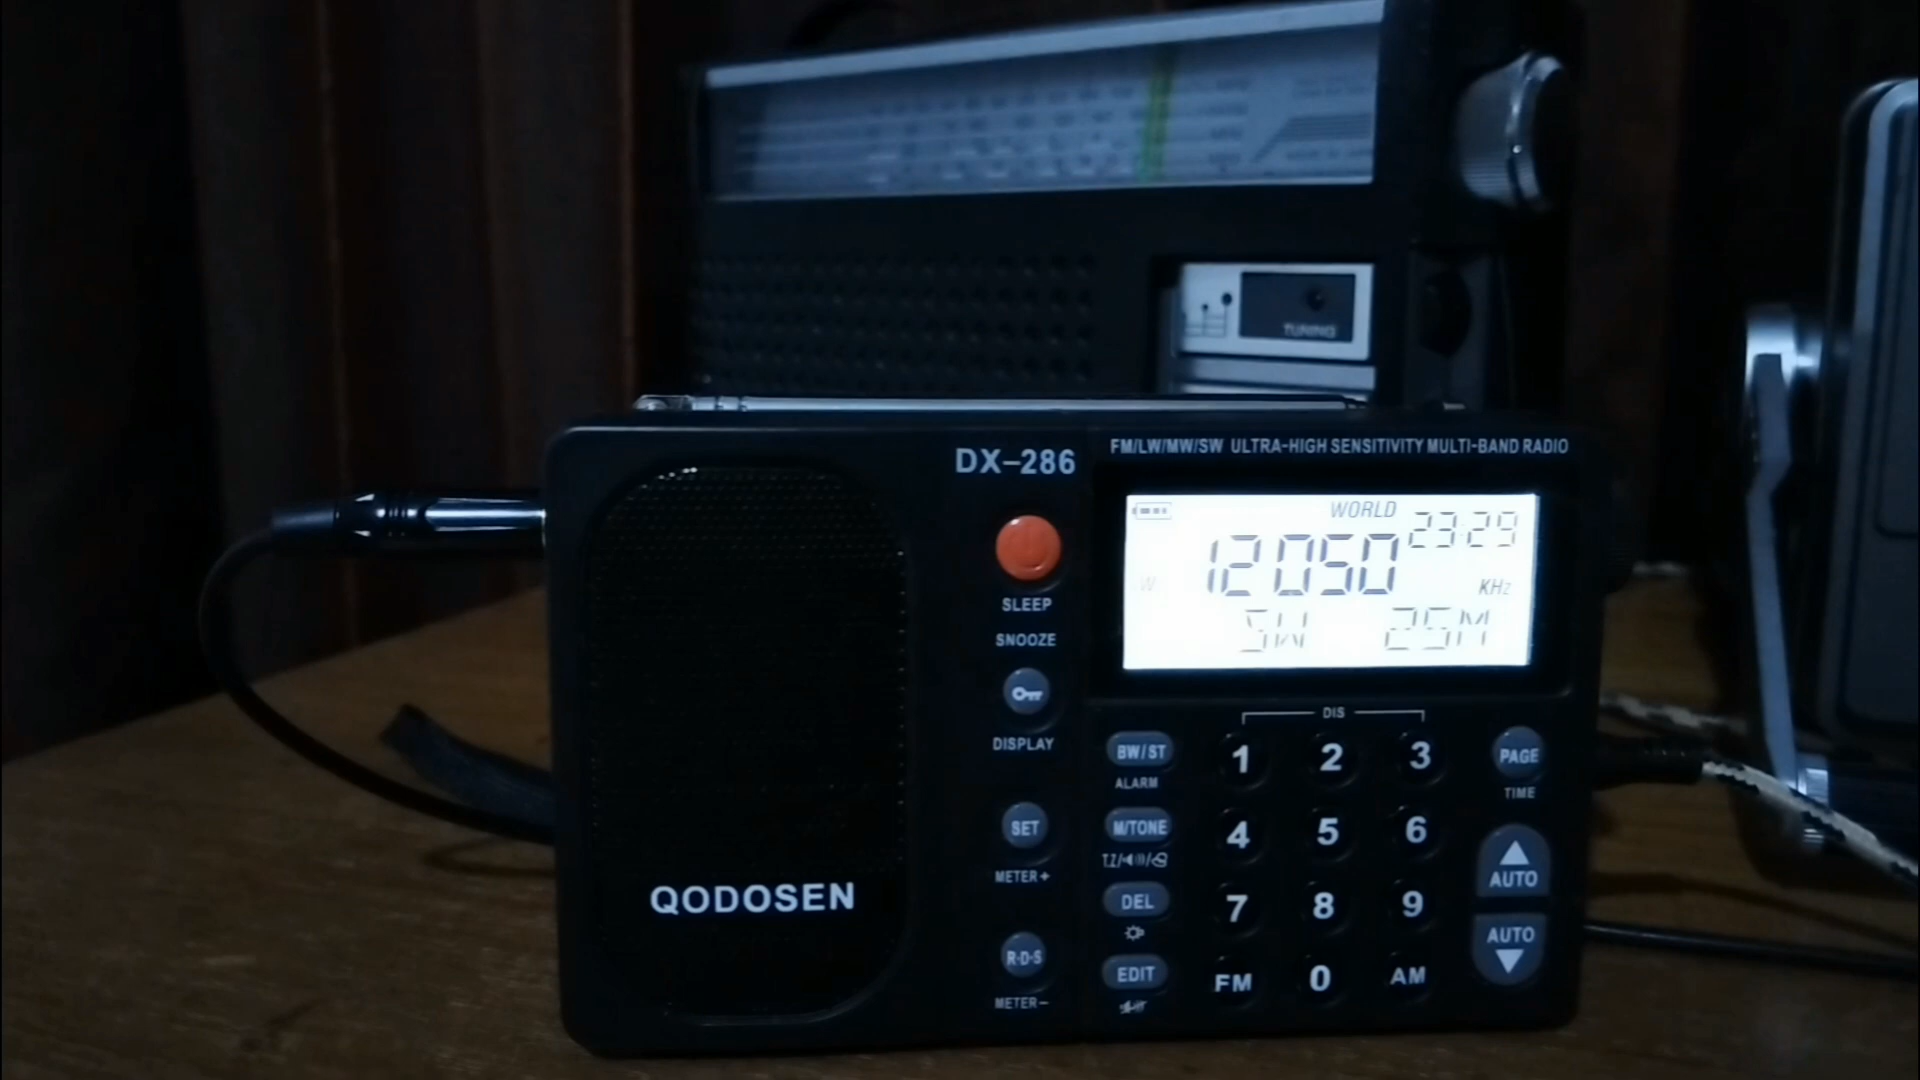 TUNING
DX-286
FM/LW/MW/SW ULTRA-HIGH SENSITIVITY MULTI-BAND RADIO
WORLD
23:29
12050
KHz
SW 25M
SLEEP
SNOOZE
DISPLAY
SET
METER+
R·D·S
METER-
DIS
BW/ST
ALARM
1 2 3
PAGE
TIME
M/TONE
T.Z/
4 5 6
AUTO
DEL
7 8 9
AUTO
EDIT
FM 0 AM
QODOSEN